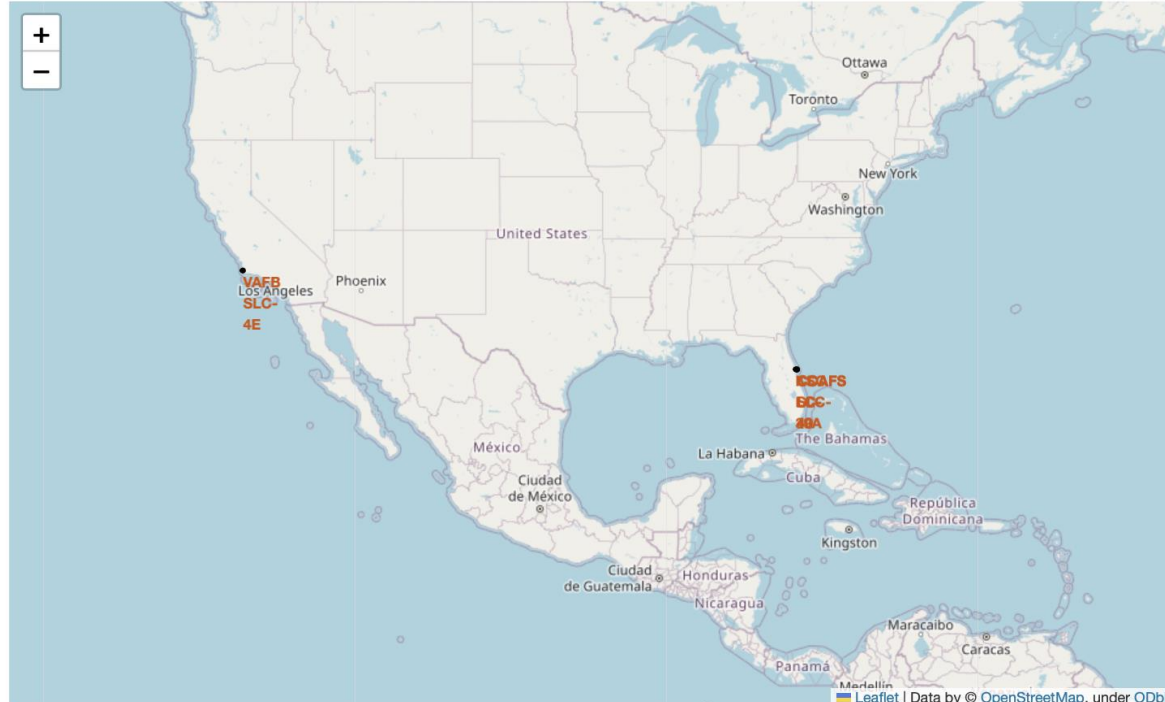 +
−
Ottawa
Toronto
New York
Washington
United States
Phoenix
Los Angeles
VAFB
SLC-
4E
The Bahamas
La Habana
Cuba
México
Ciudad
de México
República
Dominicana
Kingston
Ciudad
de Guatemala
Honduras
Nicaragua
Maracaibo
Caracas
Panamá
Medellín
Leaflet | Data by © OpenStreetMap, under ODb